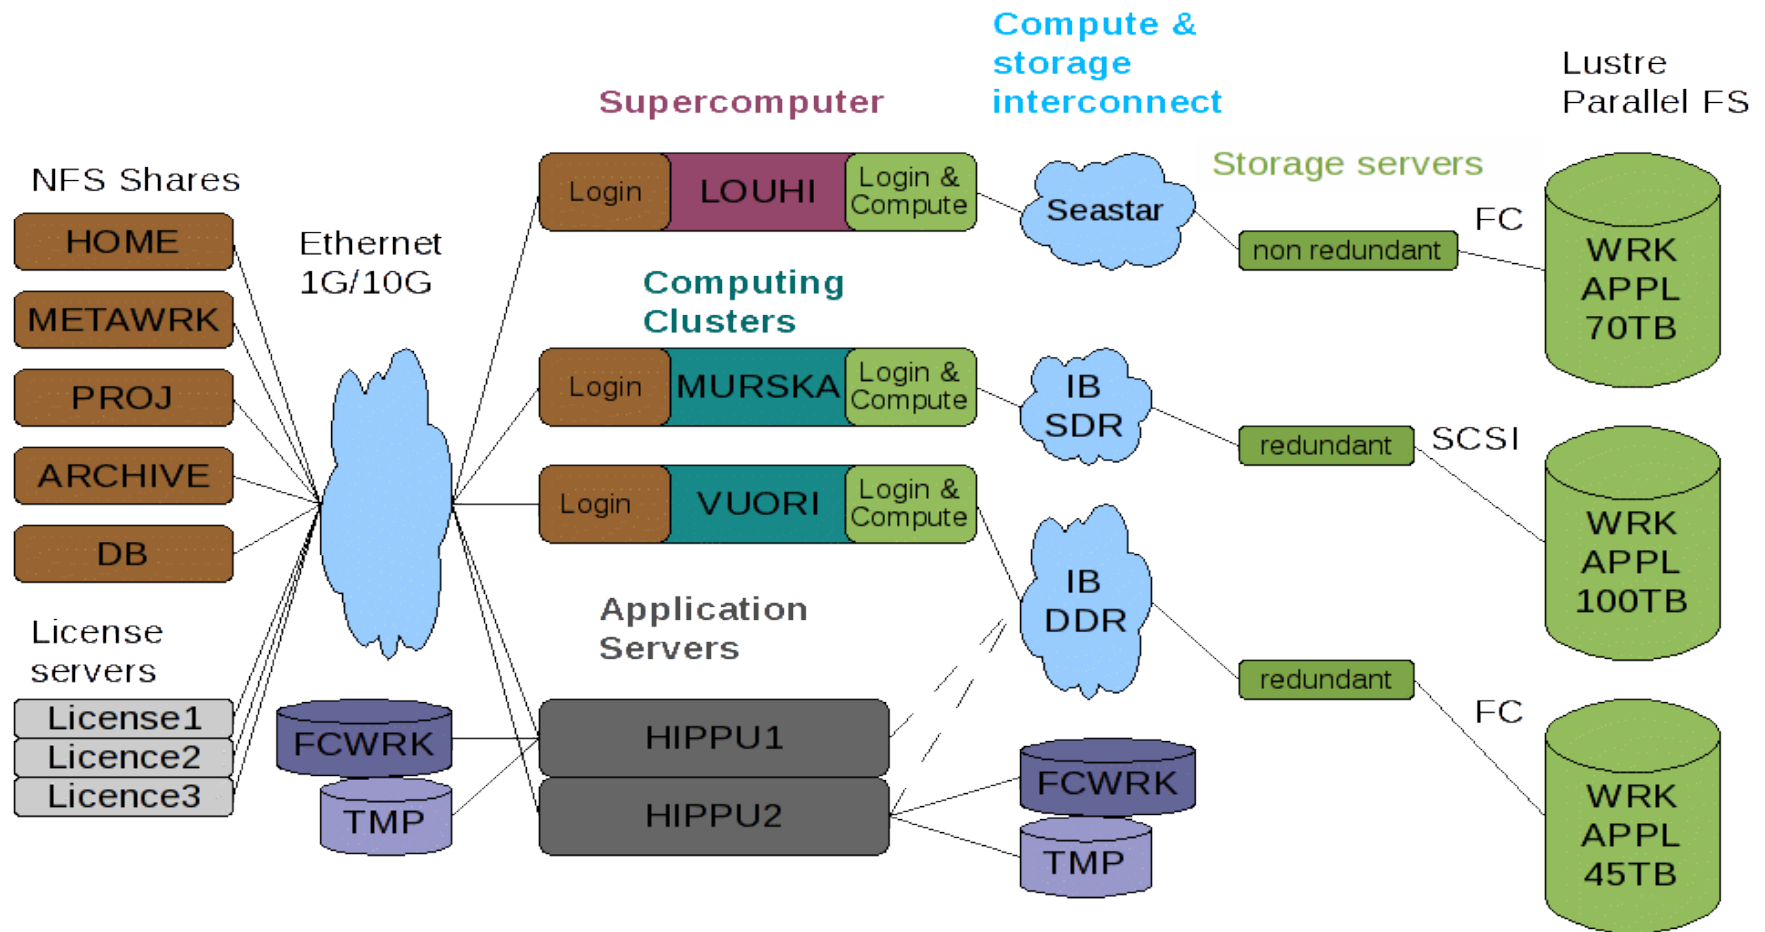 Compute &
storage
interconnect
Lustre
Parallel FS
Supercomputer
Storage servers
NFS Shares
HOME
METAWRK
PROJ
ARCHIVE
DB
License
servers
License1
Licence2
Licence3
Ethernet
1G/10G
FCWRK
TMP
Login
LOUHI
Login &
Compute
Computing
Clusters
Login
MURSKA
Login &
Compute
Login
VUORI
Login &
Compute
Application
Servers
HIPPU1
HIPPU2
Seastar
IB
SDR
IB
DDR
FCWRK
TMP
non redundant
FC
redundant
SCSI
redundant
FC
WRK
APPL
70TB
WRK
APPL
100TB
WRK
APPL
45TB